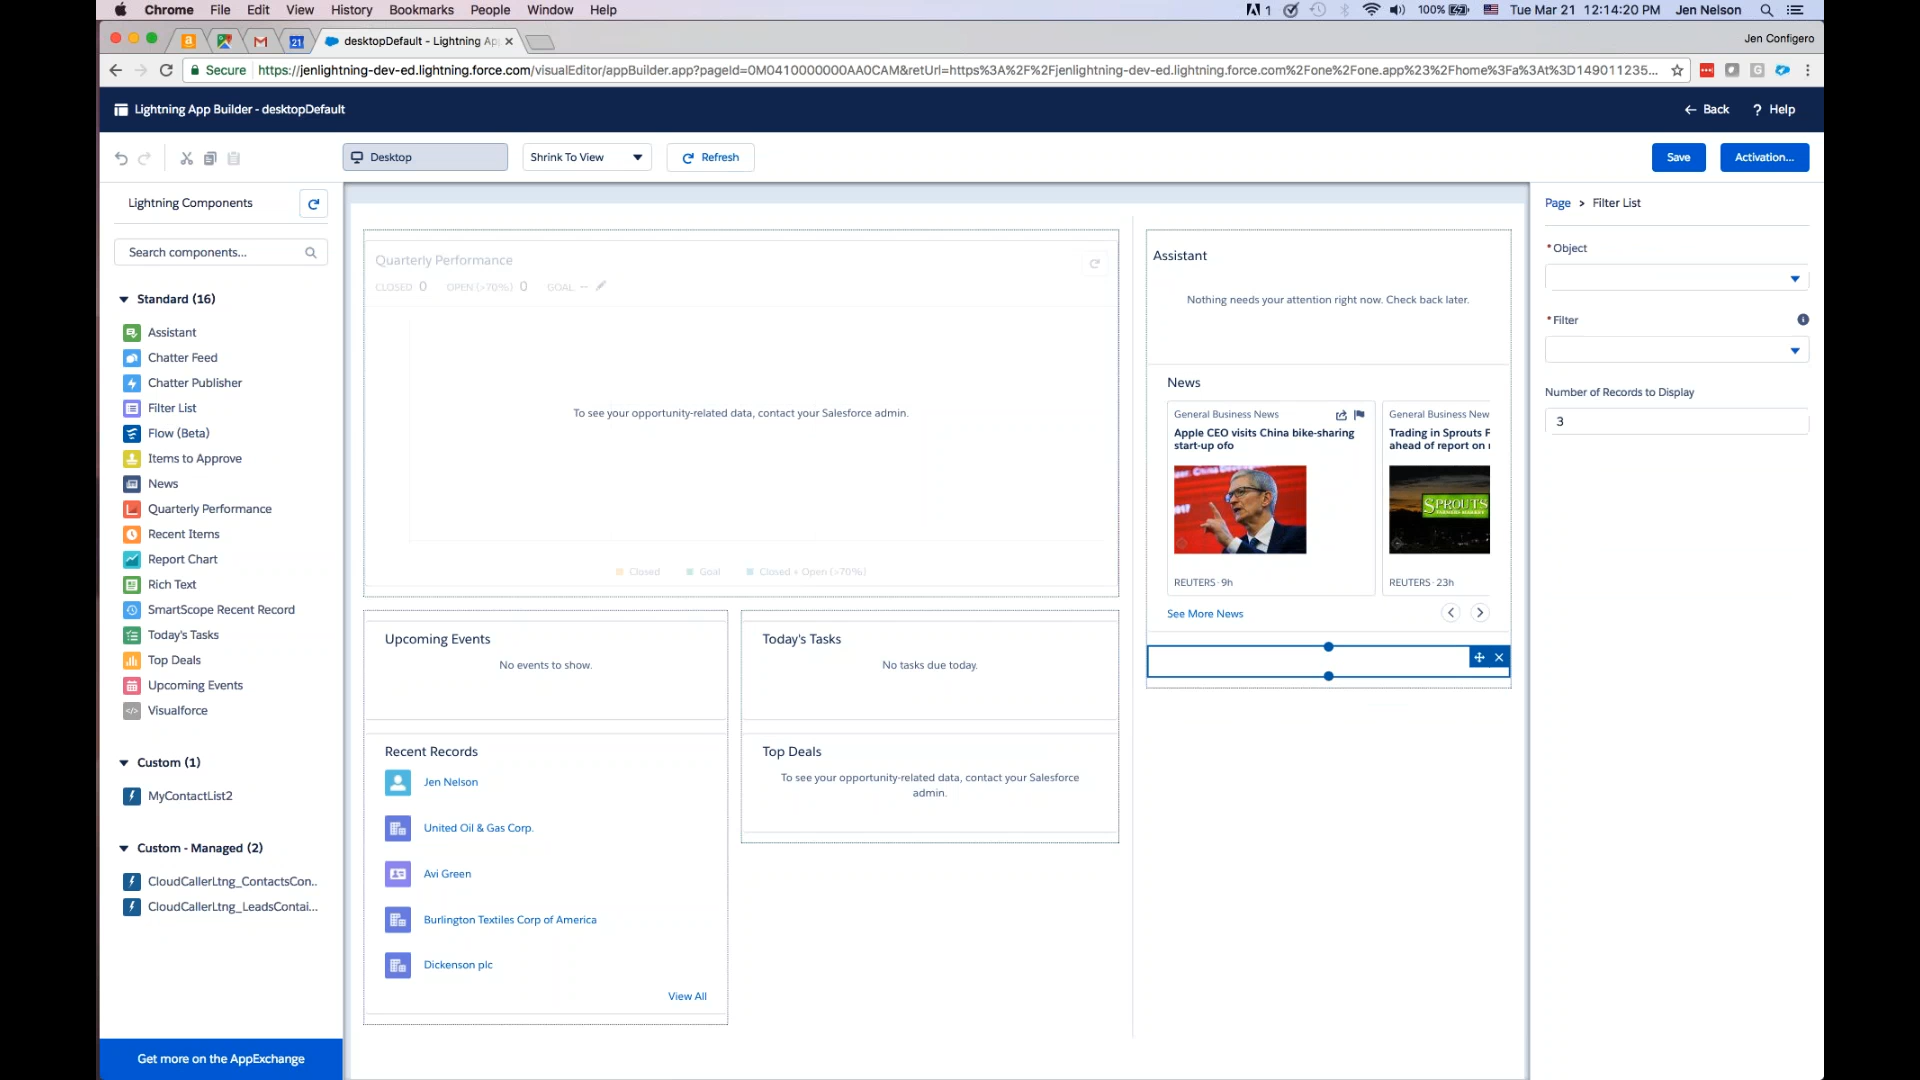 Chrome File Edit View History Bookmarks People Window Help
1 100% Tue Mar 21 12:14:20 PM Jen Nelson
desktopDefault - Lightning Ap
Jen Configero
Secure https://jenlightning-dev-ed.lightning.force.com/visualEditor/appBuilder.app?pageId=0M0410000000AA0CAM&retUrl=https%3A%2F%2Fjenlightning-dev-ed.lightning.force.com%2Fone%2Fone.app%23%2Fhome%3Fa%3At%3D149011235...
Lightning App Builder - desktopDefault
Back
? Help
Desktop
Shrink To View
Refresh
Save
Activation...
Lightning Components
Search components...
Standard (16)
Assistant
Chatter Feed
Chatter Publisher
Filter List
Flow (Beta)
Items to Approve
News
Quarterly Performance
Recent Items
Report Chart
Rich Text
SmartScope Recent Record
Today's Tasks
Top Deals
Upcoming Events
Visualforce
Custom (1)
MyContactList2
Custom - Managed (2)
CloudCallerLtng_ContactsCon..
CloudCallerLtng_LeadsContai...
Get more on the AppExchange
Quarterly Performance
CLOSED 0 OPEN (>70%) 0 GOAL --
To see your opportunity-related data, contact your Salesforce admin.
Closed Goal Closed + Open (>70%)
Upcoming Events
No events to show.
Recent Records
Jen Nelson
United Oil & Gas Corp.
Avi Green
Burlington Textiles Corp of America
Dickenson plc
View All
Today's Tasks
No tasks due today.
Top Deals
To see your opportunity-related data, contact your Salesforce
admin.
Assistant
Nothing needs your attention right now. Check back later.
News
General Business News
Apple CEO visits China bike-sharing
start-up ofo
REUTERS · 9h
General Business New
Trading in Sprouts F
ahead of report on
SPROUTS
FARMERS MARKET
REUTERS · 23h
See More News
Page > Filter List
* Object
* Filter
Number of Records to Display
3